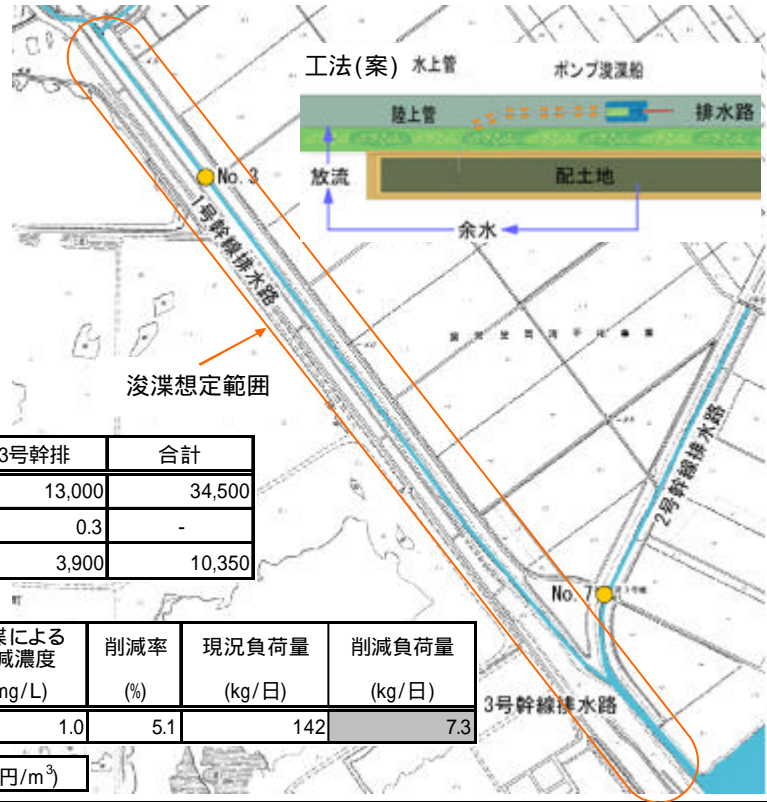 工法(案)
水上管
ポンプ浚渫船
陸上管
排水路
放流
配土地
余水
No. 3
1号幹線排水路
浚渫想定範囲
2号幹線排水路
No. 7
3号幹線排水路
3号幹排 合計
13,000 34,500
0.3 -
3,900 10,350
による 削減率 現況負荷量 削減負荷量
減濃度
mg/L) (%) (kg/日) (kg/日)
1.0 5.1 142 7.3
円/m³)